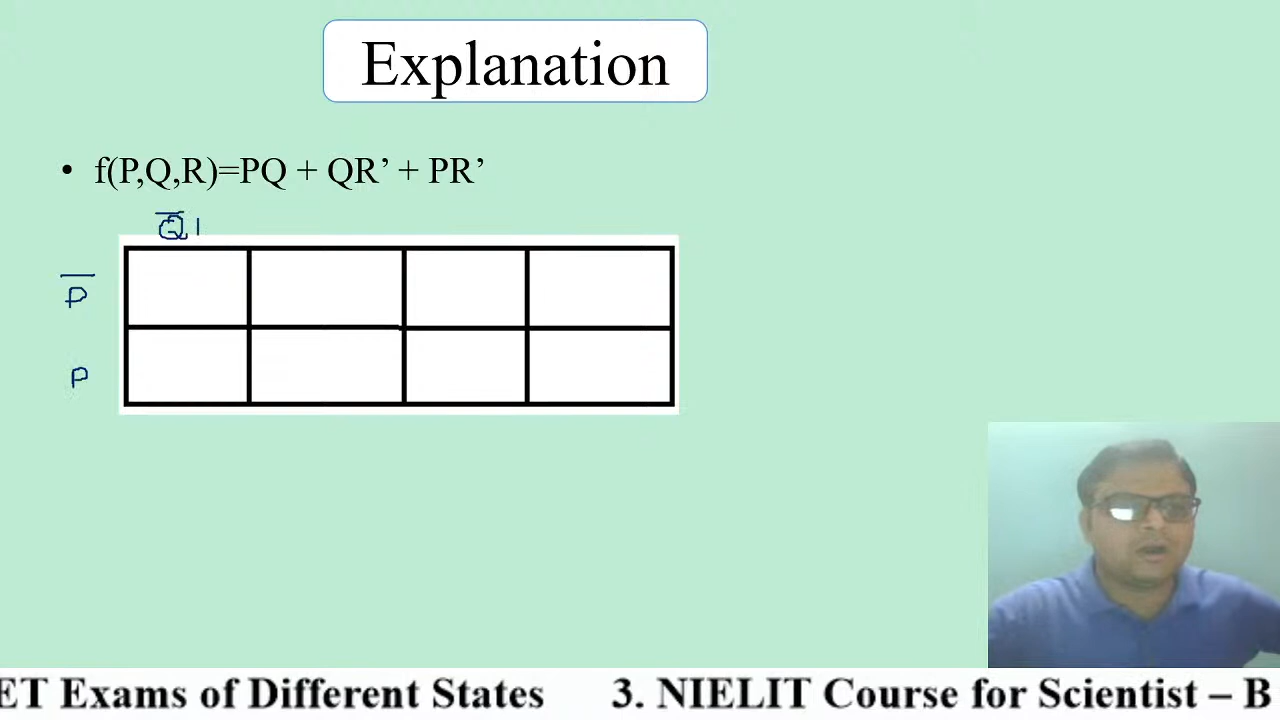 Explanation
• f(P,Q,R)=PQ + QR’ + PR’
Q̅
P̅
P
ET Exams of Different States 3. NIELIT Course for Scientist – B